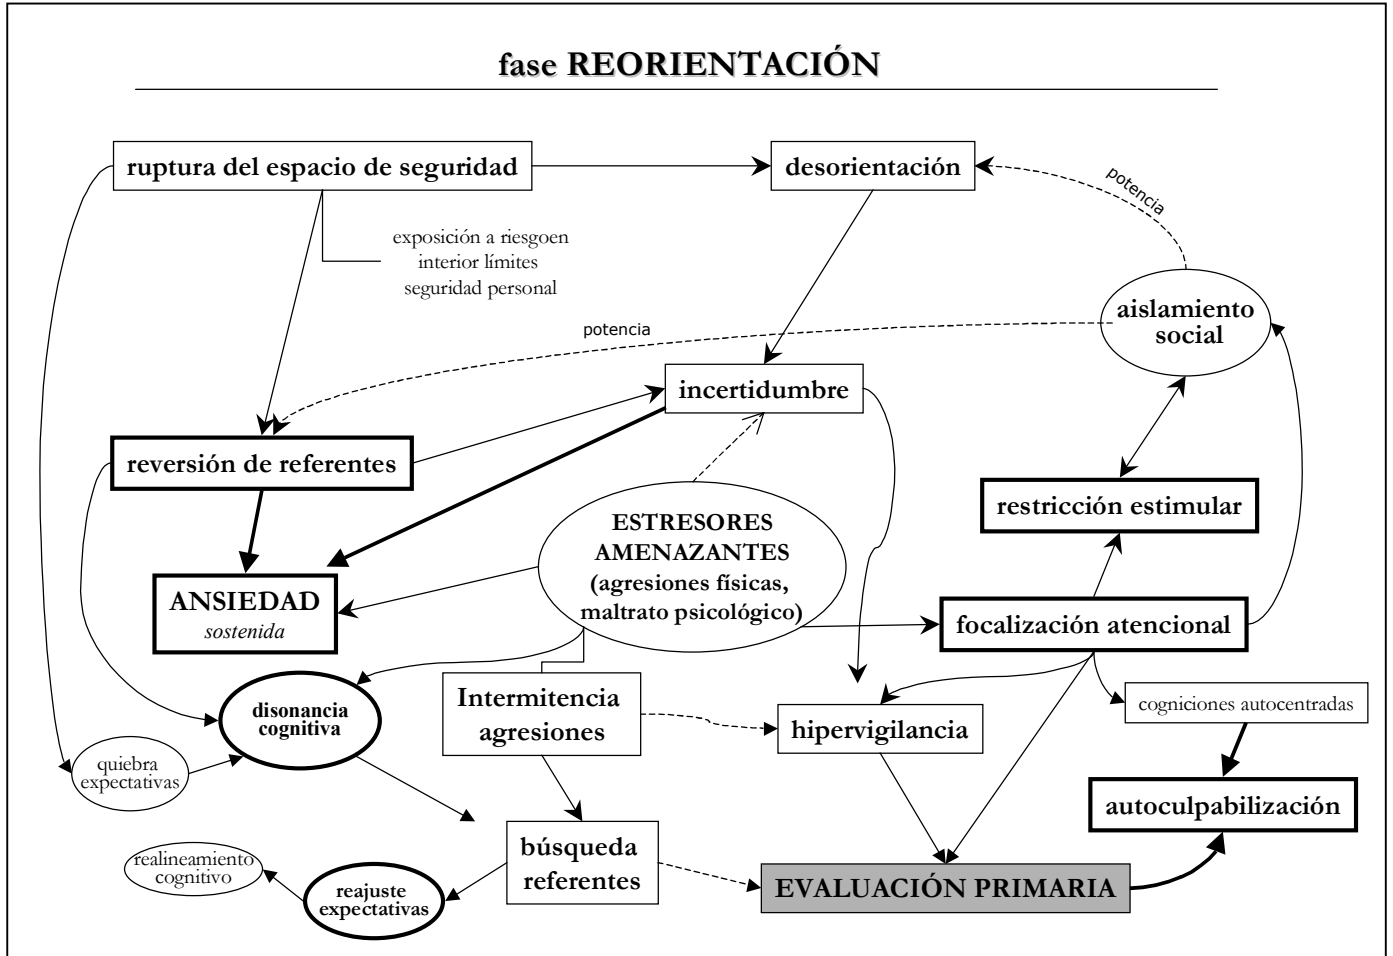 fase REORIENTACIÓN
ruptura del espacio de seguridad
desorientación
potencia
exposición a riesgoen
interior límites
seguridad personal
aislamiento
social
potencia
incertidumbre
reversión de referentes
restricción estimular
ESTRESORES
AMENAZANTES
(agresiones físicas,
maltrato psicológico)
ANSIEDAD
sostenida
focalización atencional
disonancia
cognitiva
Intermitencia
agresiones
hipervigilancia
cogniciones autocentradas
quiebra
expectativas
autoculpabilización
búsqueda
referentes
realineamiento
cognitivo
reajuste
expectativas
EVALUACIÓN PRIMARIA